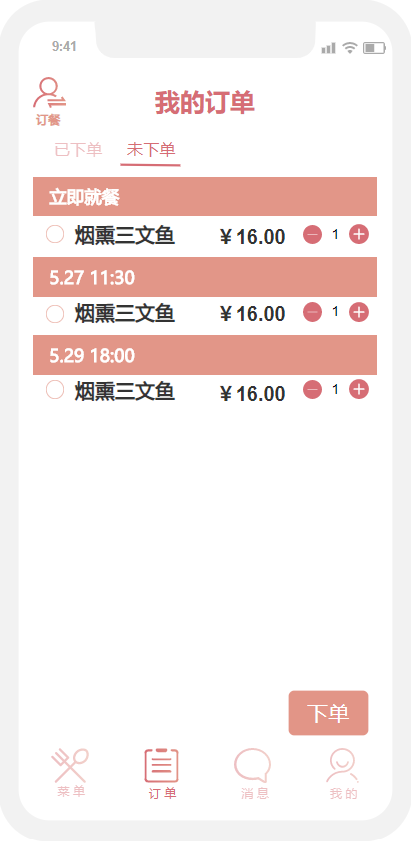 9:41
我的订单
订餐
已下单 未下单
立即就餐
烟熏三文鱼 ￥16.00 1
5.27 11:30
烟熏三文鱼 ￥16.00 1
5.29 18:00
烟熏三文鱼 ￥16.00 1
下单
菜单 订单 消息 我的